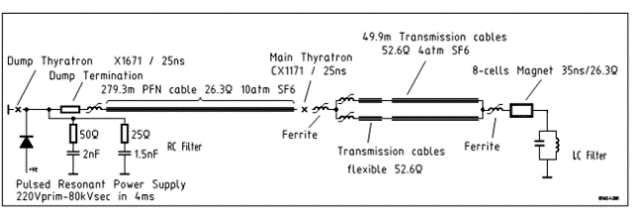 49.9m Transmission cables
52.6Ω 4atm SF6
Dump Thyratron X1671 / 25ns
Dump Termination
279.3m PFN cable 26.3Ω 10atm SF6
Main Thyratron
CX1171 / 25ns
8-cells Magnet 35ns/26.3Ω
50Ω
2nF
25Ω
1.5nF
RC Filter
Ferrite
Transmission cables
flexible 52.6Ω
Ferrite
LC Filter
Pulsed Resonant Power Supply
220Vprim-80kVsec in 4ms